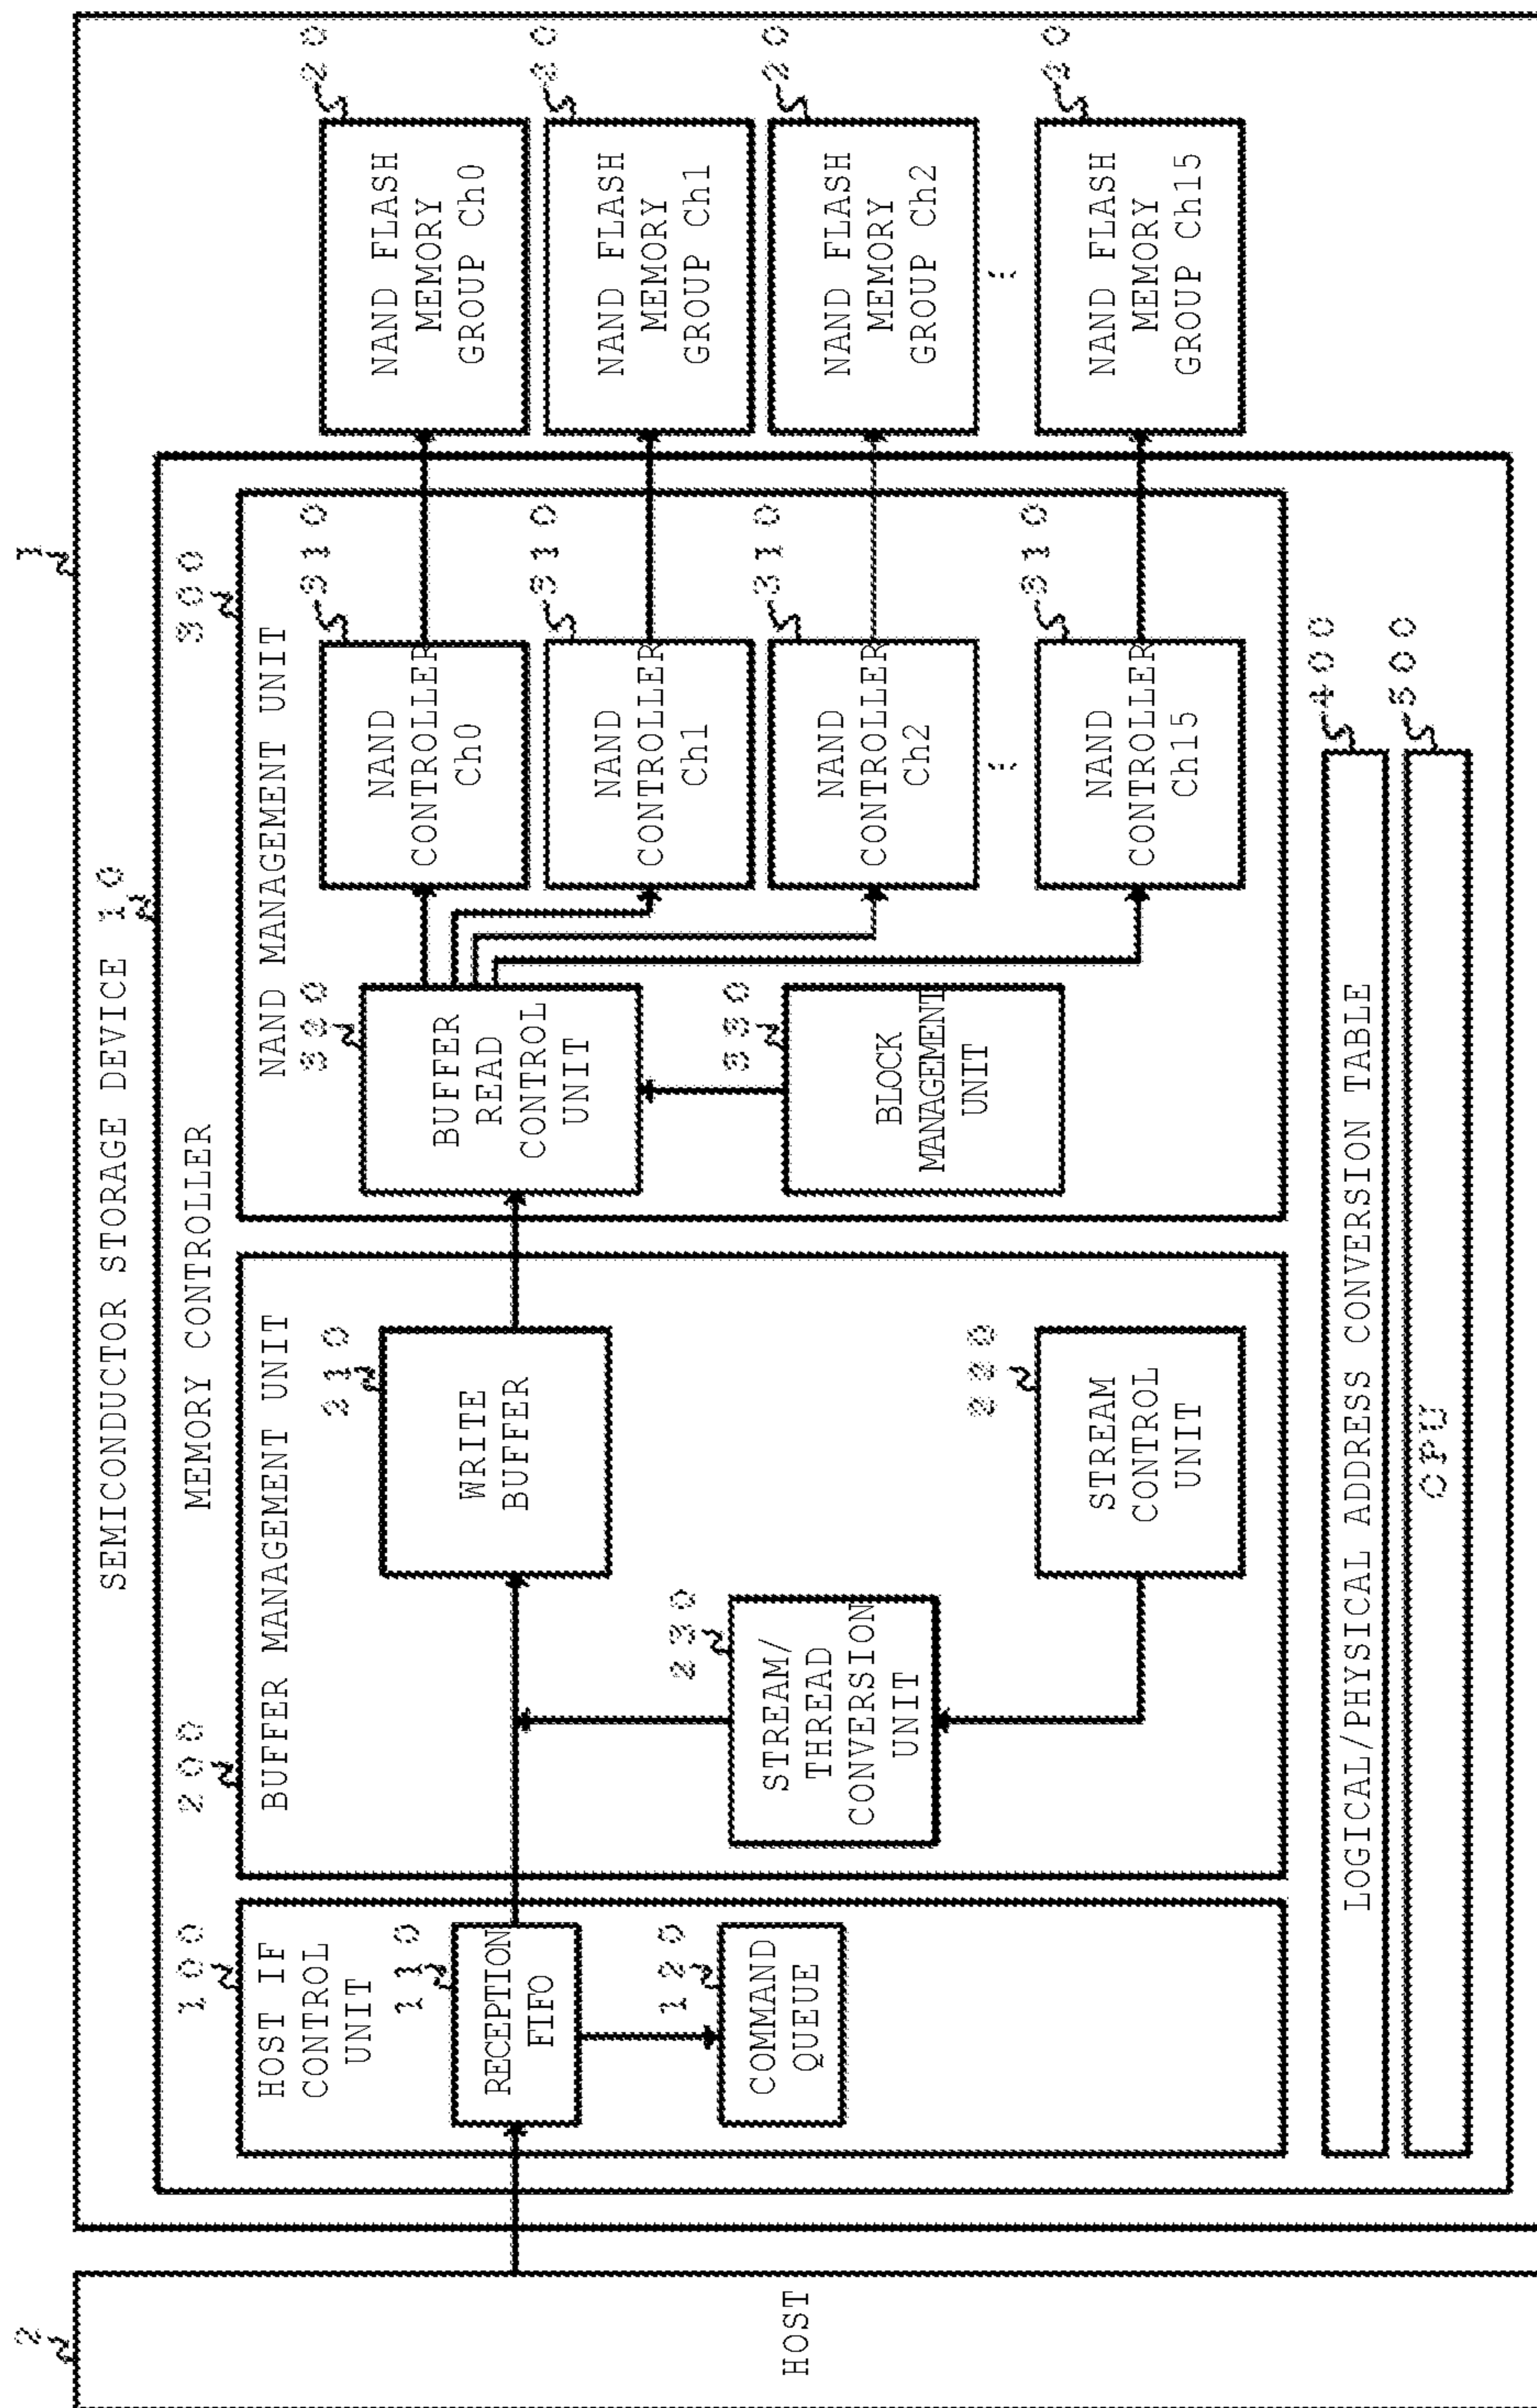 1
SEMICONDUCTOR STORAGE DEVICE
10
MEMORY CONTROLLER
2
HOST
100
HOST IF
CONTROL
UNIT
110
RECEPTION
FIFO
120
COMMAND
QUEUE
200
BUFFER MANAGEMENT UNIT
210
WRITE
BUFFER
230
STREAM/
THREAD
CONVERSION
UNIT
220
STREAM
CONTROL
UNIT
300
NAND MANAGEMENT UNIT
320
BUFFER
READ
CONTROL
UNIT
330
BLOCK
MANAGEMENT
UNIT
310
NAND
CONTROLLER
Ch0
310
NAND
CONTROLLER
Ch1
310
NAND
CONTROLLER
Ch2
310
NAND
CONTROLLER
Ch15
20
NAND FLASH
MEMORY
GROUP Ch0
20
NAND FLASH
MEMORY
GROUP Ch1
20
NAND FLASH
MEMORY
GROUP Ch2
20
NAND FLASH
MEMORY
GROUP Ch15
400
LOGICAL/PHYSICAL ADDRESS CONVERSION TABLE
500
CPU